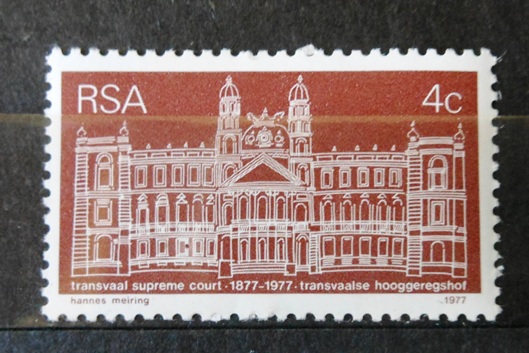 RSA 4c
transvaal supreme court · 1877-1977 · transvaalse hooggeregshof
hannes meiring 1977